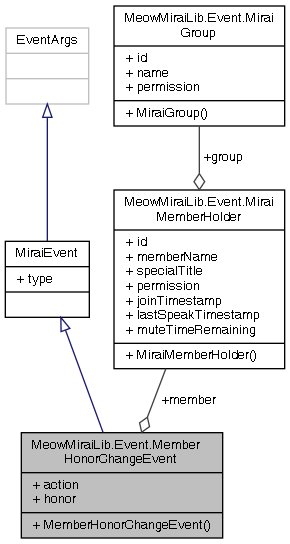 EventArgs
MeowMiraiLib.Event.Mirai
Group
+ id
+ name
+ permission
+ MiraiGroup()
+group
MiraiEvent
+ type
MeowMiraiLib.Event.Mirai
MemberHolder
+ id
+ memberName
+ specialTitle
+ permission
+ joinTimestamp
+ lastSpeakTimestamp
+ muteTimeRemaining
+ MiraiMemberHolder()
+member
MeowMiraiLib.Event.Member
HonorChangeEvent
+ action
+ honor
+ MemberHonorChangeEvent()